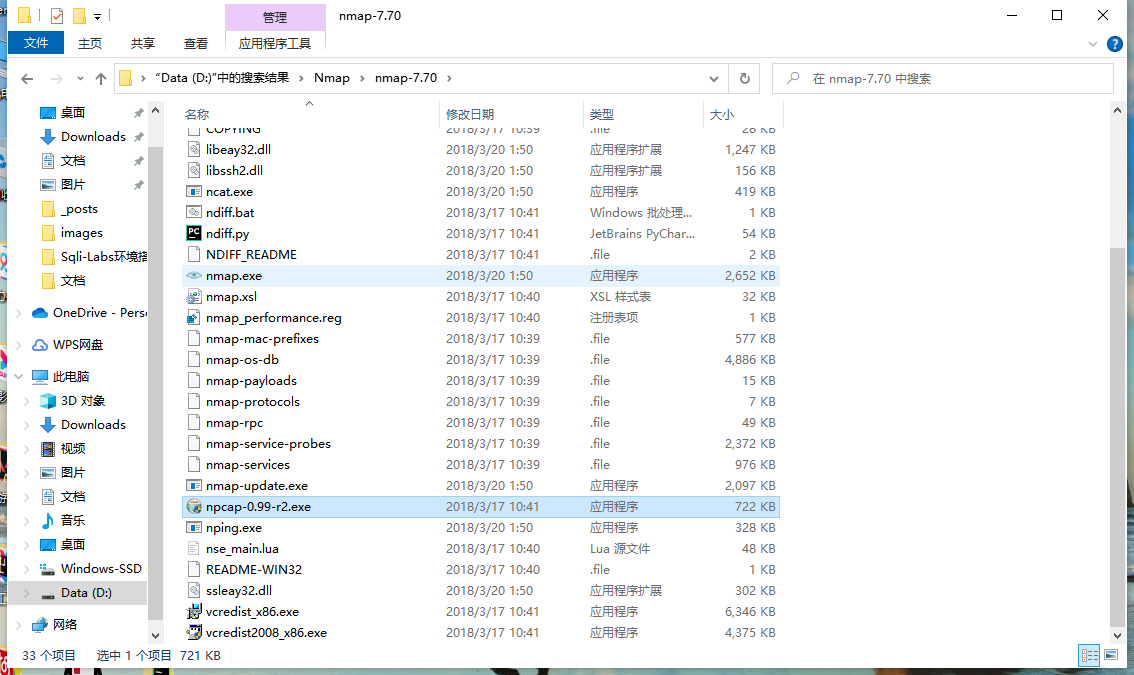 管理
nmap-7.70
文件 主页 共享 查看 应用程序工具
"Data (D:)"中的搜索结果 Nmap nmap-7.70 在 nmap-7.70 中搜索
名称 修改日期 类型 大小
COPYING 2018/3/17 10:39 .file 28 KB
libeay32.dll 2018/3/20 1:50 应用程序扩展 1,247 KB
libssh2.dll 2018/3/20 1:50 应用程序扩展 156 KB
ncat.exe 2018/3/20 1:50 应用程序 419 KB
ndiff.bat 2018/3/17 10:41 Windows 批处理... 1 KB
ndiff.py 2018/3/17 10:41 JetBrains PyChar... 54 KB
NDIFF_README 2018/3/17 10:41 .file 2 KB
nmap.exe 2018/3/20 1:50 应用程序 2,652 KB
nmap.xsl 2018/3/17 10:40 XSL 样式表 32 KB
nmap_performance.reg 2018/3/17 10:40 注册表项 1 KB
nmap-mac-prefixes 2018/3/17 10:39 .file 577 KB
nmap-os-db 2018/3/17 10:39 .file 4,886 KB
nmap-payloads 2018/3/17 10:39 .file 15 KB
nmap-protocols 2018/3/17 10:39 .file 7 KB
nmap-rpc 2018/3/17 10:39 .file 49 KB
nmap-service-probes 2018/3/17 10:39 .file 2,372 KB
nmap-services 2018/3/17 10:39 .file 976 KB
nmap-update.exe 2018/3/20 1:50 应用程序 2,097 KB
npcap-0.99-r2.exe 2018/3/17 10:41 应用程序 722 KB
nping.exe 2018/3/20 1:50 应用程序 328 KB
nse_main.lua 2018/3/17 10:40 Lua 源文件 48 KB
README-WIN32 2018/3/17 10:40 .file 1 KB
ssleay32.dll 2018/3/20 1:50 应用程序扩展 302 KB
vcredist_x86.exe 2018/3/17 10:41 应用程序 6,346 KB
vcredist2008_x86.exe 2018/3/17 10:41 应用程序 4,375 KB
桌面
Downloads
文档
图片
_posts
images
Sqli-Labs环境搭
文档
OneDrive - Pers
WPS网盘
此电脑
3D 对象
Downloads
视频
图片
文档
音乐
桌面
Windows-SSD
Data (D:)
网络
33 个项目 选中 1 个项目 721 KB